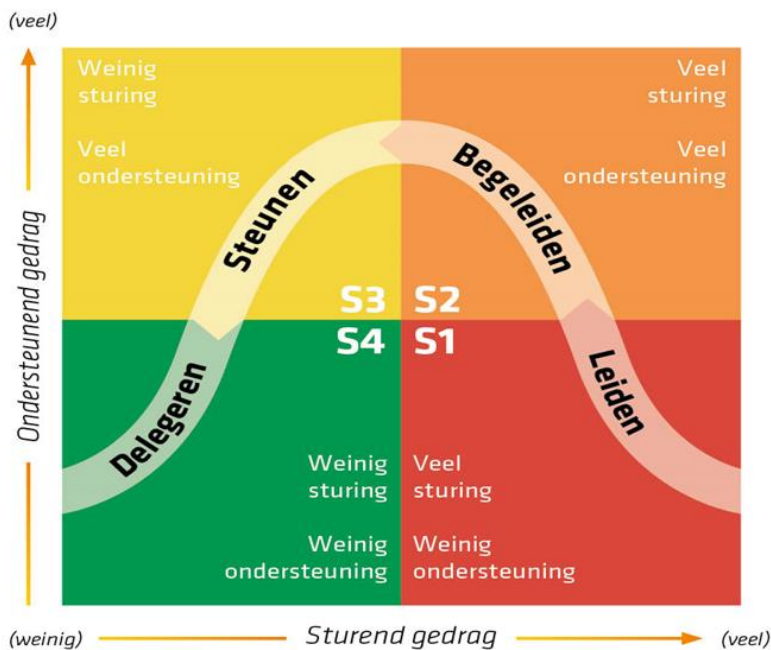 (veel)
Weinig
sturing
Veel
ondersteuning
Veel
sturing
Veel
ondersteuning
Steunen
Begeleiden
Ondersteunend gedrag
S3
S2
S4
S1
Delegeren
Leiden
Weinig
sturing
Weinig
ondersteuning
Veel
sturing
Weinig
ondersteuning
(weinig)
Sturend gedrag
(veel)